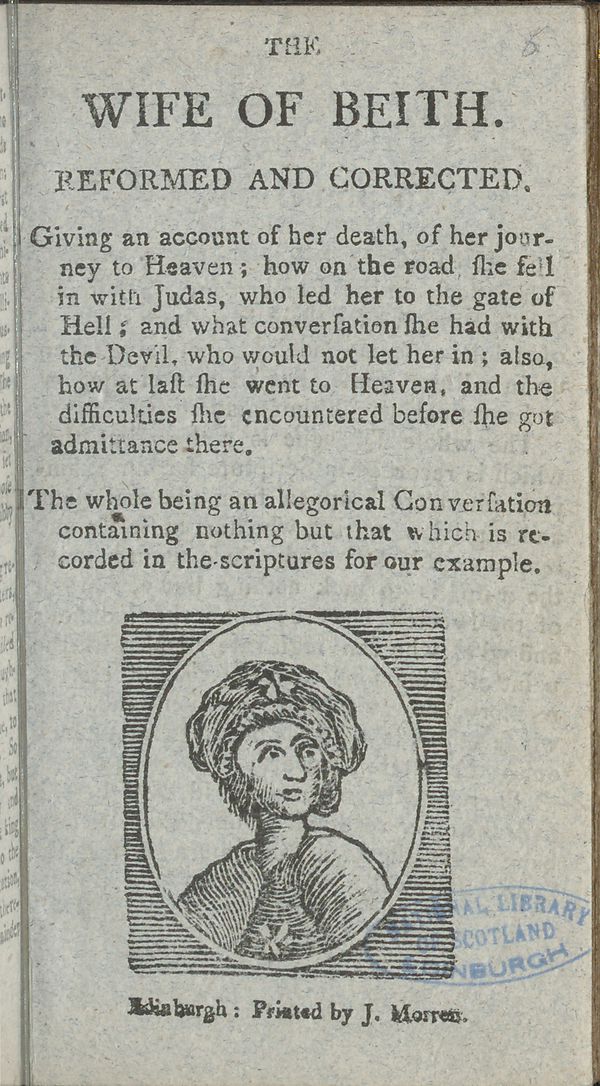 THE
WIFE OF BEITH.
REFORMED AND CORRECTED.
Giving an account of her death, of her jour-
ney to Heaven; how on the road ſhe fell
in with Judas, who led her to the gate of
Hell; and what converſation ſhe had with
the Devil, who would not let her in; also,
how at laſt ſhe went to Heaven, and the
difficulties ſhe encountered before ſhe got
admittance there.
The whole being an allegorical Converſation
containing nothing but that which is re-
corded in the-scriptures for our example.
NATIONAL LIBRARY
OF SCOTLAND
EDINBURGH
Edinburgh: Printed by J. Morren.